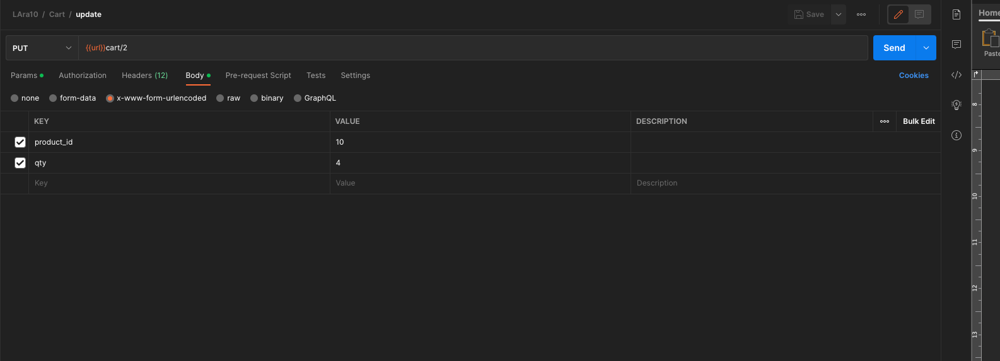 LAra10 / Cart / update
Save
PUT
{{url}}cart/2
Send
Params
Authorization
Headers (12)
Body
Pre-request Script
Tests
Settings
Cookies
none
form-data
x-www-form-urlencoded
raw
binary
GraphQL
KEY
VALUE
DESCRIPTION
Bulk Edit
product_id
10
qty
4
Key
Value
Description
Home
Paste
8
9
10
11
12
13